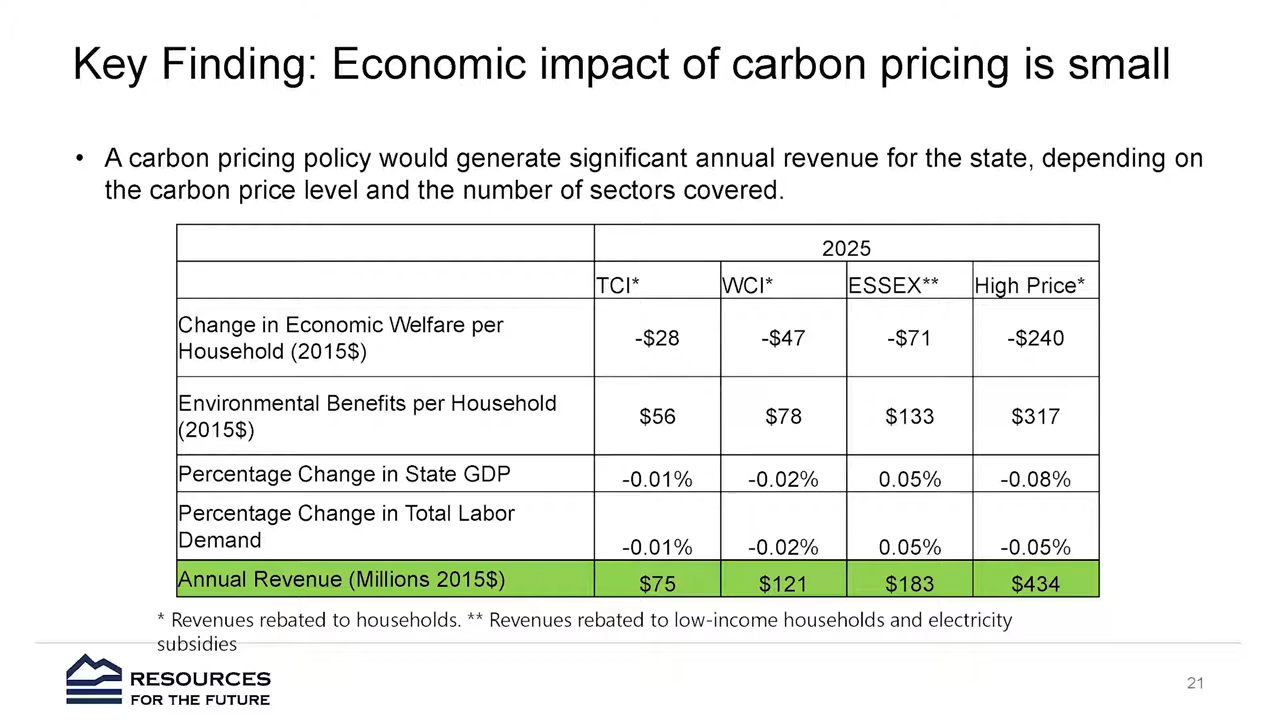 Key Finding: Economic impact of carbon pricing is small
• A carbon pricing policy would generate significant annual revenue for the state, depending on
the carbon price level and the number of sectors covered.
2025
TCI* WCI* ESSEX** High Price*
Change in Economic Welfare per
Household (2015$) -$28 -$47 -$71 -$240
Environmental Benefits per Household
(2015$) $56 $78 $133 $317
Percentage Change in State GDP -0.01% -0.02% 0.05% -0.08%
Percentage Change in Total Labor
Demand -0.01% -0.02% 0.05% -0.05%
Annual Revenue (Millions 2015$) $75 $121 $183 $434
* Revenues rebated to households. ** Revenues rebated to low-income households and electricity
subsidies
RESOURCES
FOR THE FUTURE
21